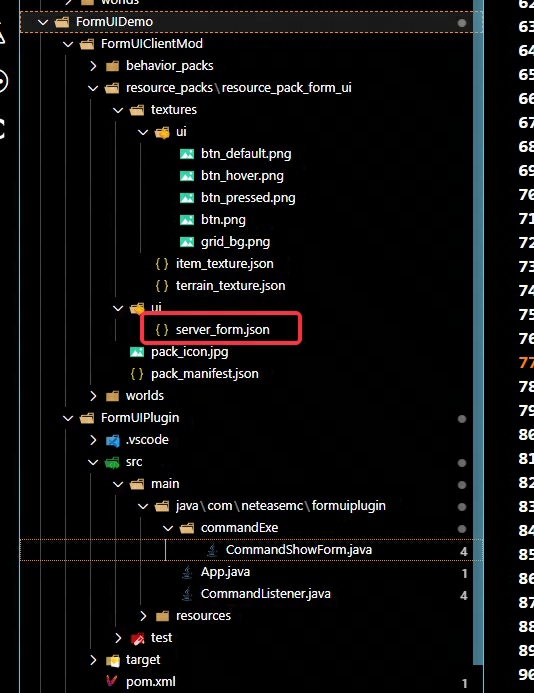 worlds
FormUIDemo
FormUIClientMod
behavior_packs
resource_packs\resource_pack_form_ui
textures
ui
btn_default.png
btn_hover.png
btn_pressed.png
btn.png
grid_bg.png
{ } item_texture.json
{ } terrain_texture.json
ui
{ } server_form.json
pack_icon.jpg
{ } pack_manifest.json
worlds
FormUIPlugin
.vscode
src
main
java\com\neteasemc\formuiplugin
commandExe
CommandShowForm.java 4
App.java 1
CommandListener.java 4
resources
test
target
pom.xml 1
62
63
64
65
66
67
68
69
70
71
72
73
74
75
76
77
78
79
80
81
82
83
84
85
86
87
88
89
90